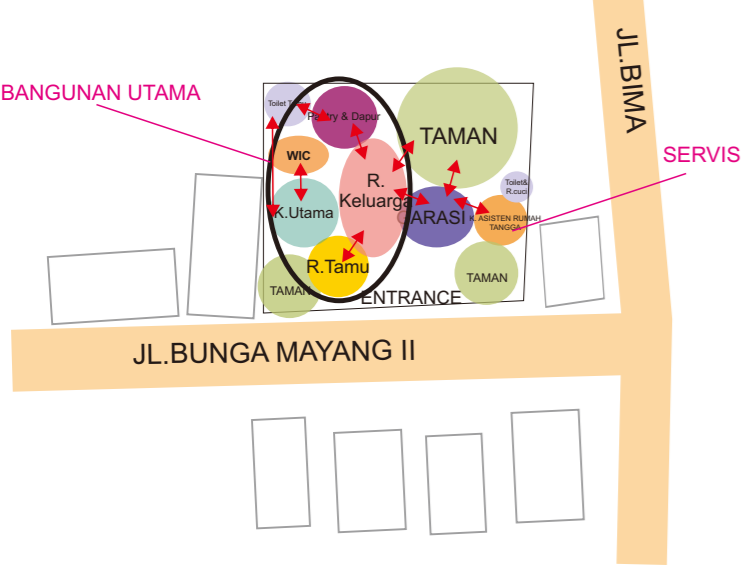 JL.BIMA
BANGUNAN UTAMA
Toilet
Pantry & Dapur
TAMAN
WIC
SERVIS
R.
Keluarga
Toilet&
R.cuci
K.Utama
GARASI
K. ASISTEN RUMAH
TANGGA
R.Tamu
TAMAN
TAMAN
ENTRANCE
JL.BUNGA MAYANG II